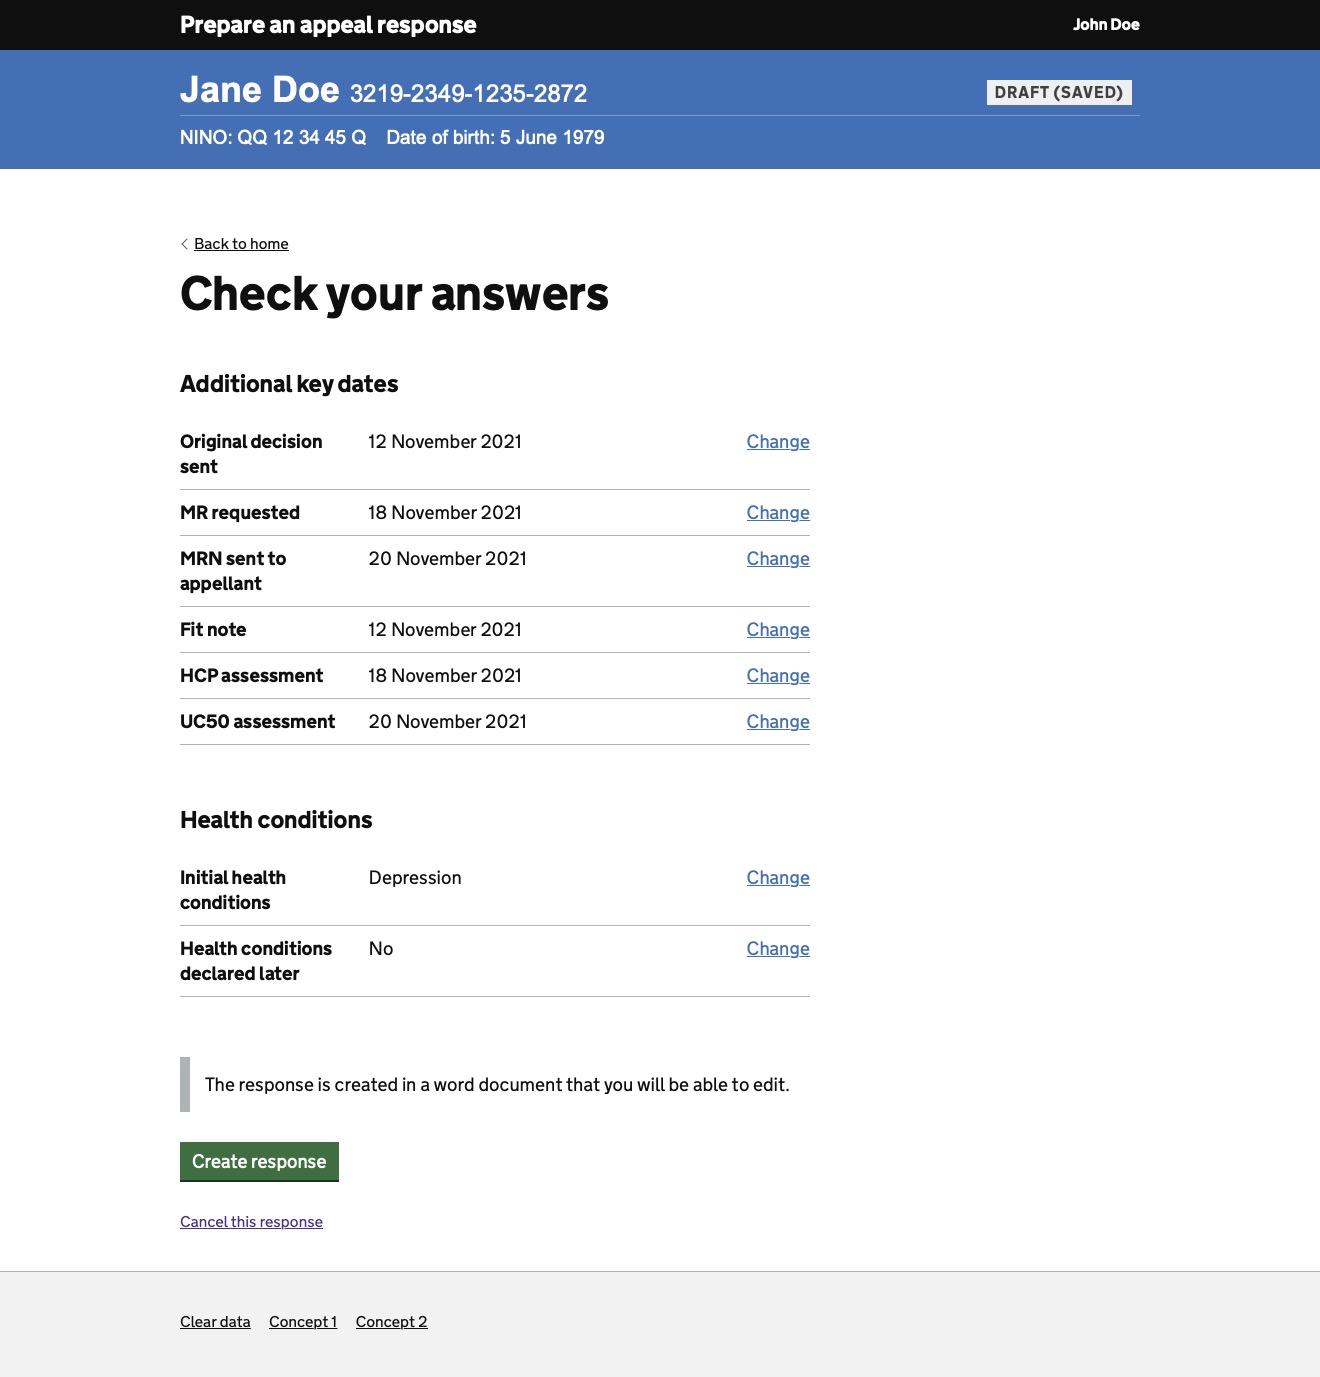 Prepare an appeal response
John Doe
Jane Doe 3219-2349-1235-2872
DRAFT (SAVED)
NINO: QQ 12 34 45 Q Date of birth: 5 June 1979
Back to home
Check your answers
Additional key dates
Original decision
sent
12 November 2021
Change
MR requested
18 November 2021
Change
MRN sent to
appellant
20 November 2021
Change
Fit note
12 November 2021
Change
HCP assessment
18 November 2021
Change
UC50 assessment
20 November 2021
Change
Health conditions
Initial health
conditions
Depression
Change
Health conditions
declared later
No
Change
The response is created in a word document that you will be able to edit.
Create response
Cancel this response
Clear data
Concept 1
Concept 2